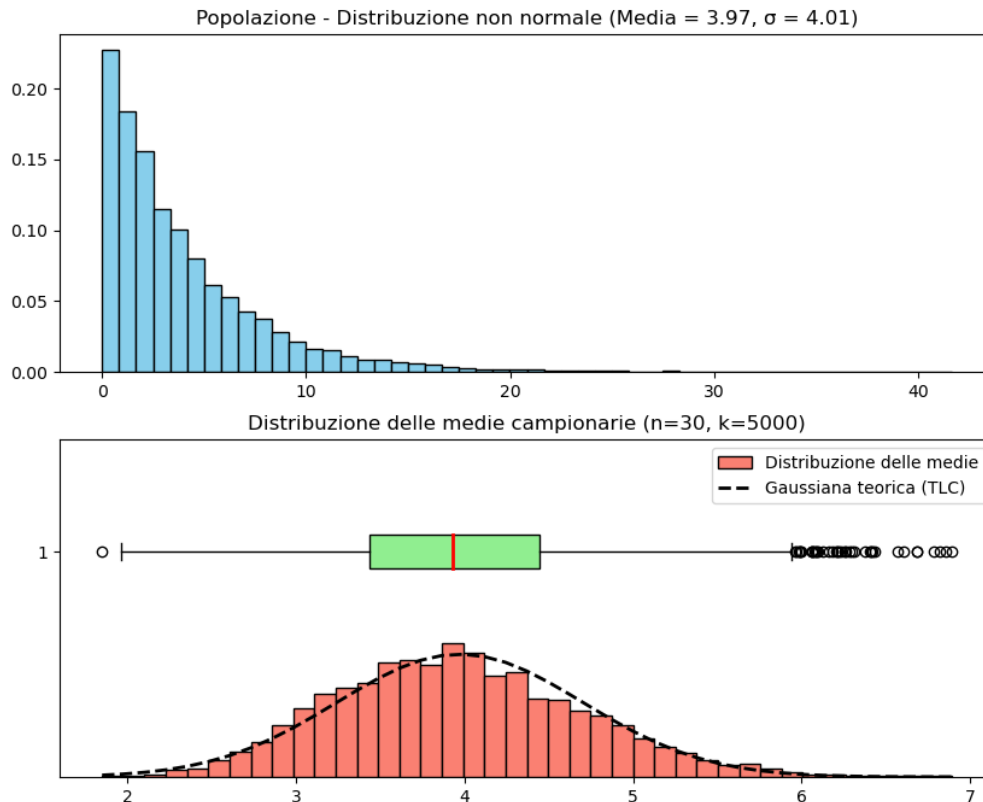 Popolazione - Distribuzione non normale (Media = 3.97, σ = 4.01)
0.20
0.15
0.10
0.05
0.00
0 10 20 30 40
Distribuzione delle medie campionarie (n=30, k=5000)
Distribuzione delle medie
Gaussiana teorica (TLC)
1
2 3 4 5 6 7